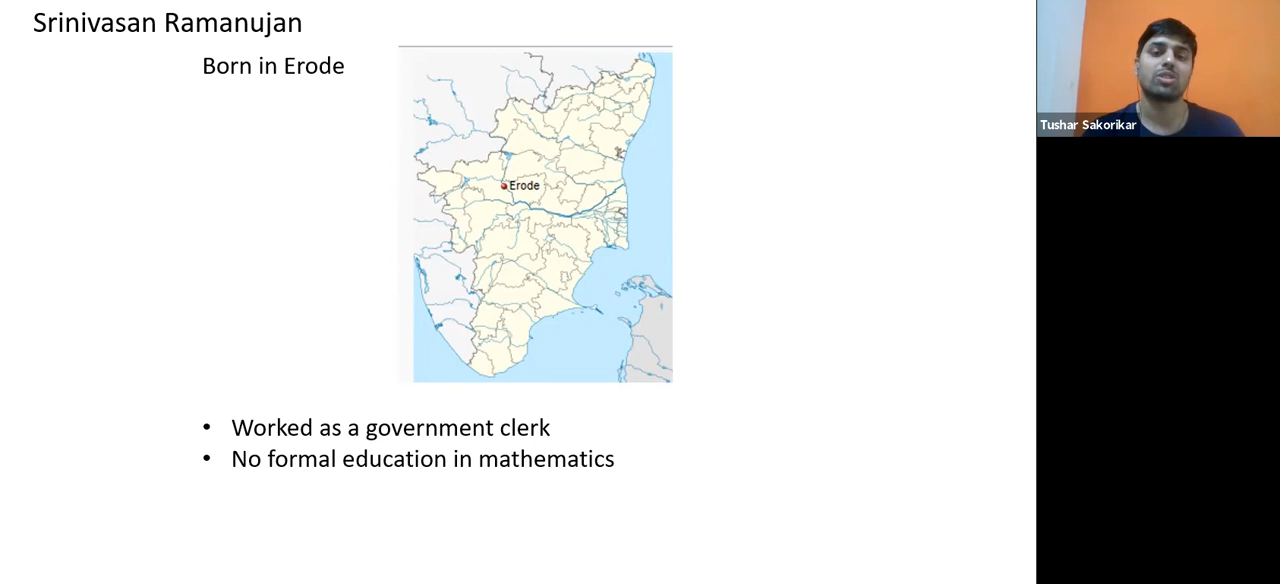 Srinivasan Ramanujan
Born in Erode
Erode
• Worked as a government clerk
• No formal education in mathematics
Tushar Sakorikar